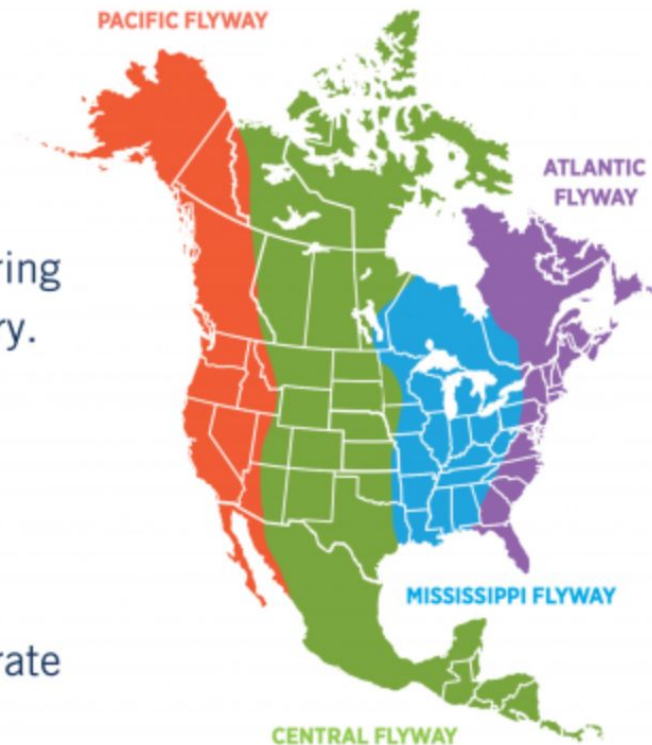 PACIFIC FLYWAY
ATLANTIC
FLYWAY
ring
ry.
MISSISSIPPI FLYWAY
rate
CENTRAL FLYWAY